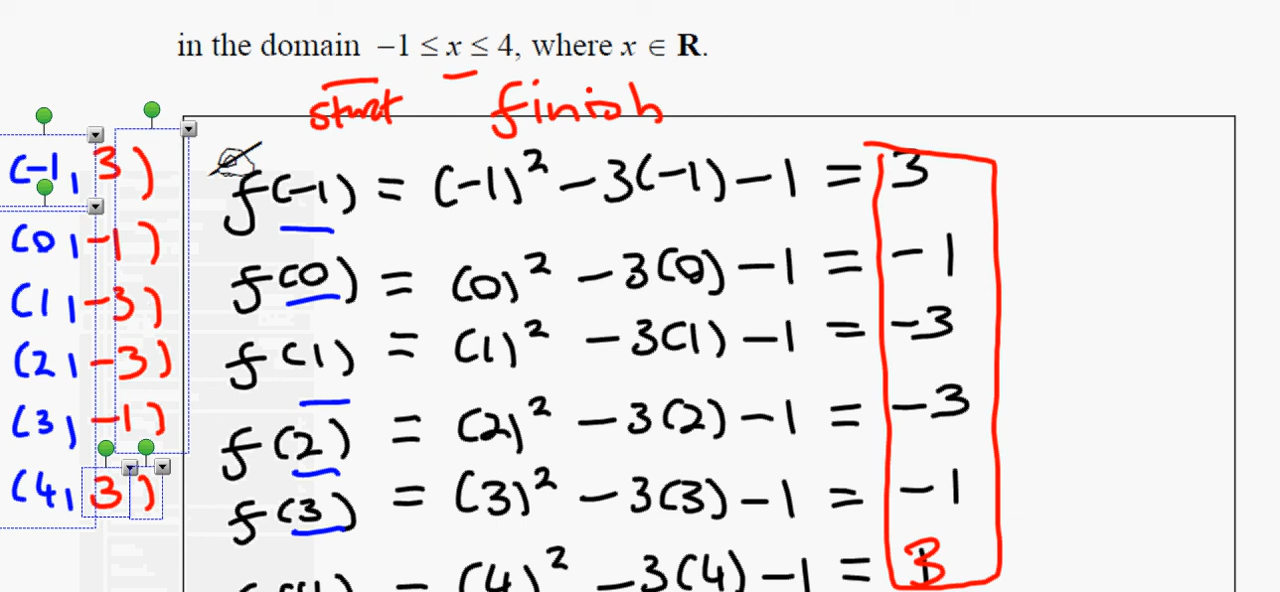 in the domain −1 ≤ x ≤ 4, where x ∈ R.
start finish
(-1, 3) f(-1) = (-1)² - 3(-1) - 1 = 3
(0, -1) f(0) = (0)² - 3(0) - 1 = -1
(1, -3) f(1) = (1)² - 3(1) - 1 = -3
(2, -3) f(2) = (2)² - 3(2) - 1 = -3
(3, -1) f(3) = (3)² - 3(3) - 1 = -1
(4, 3) f(4) = (4)² - 3(4) - 1 = 3